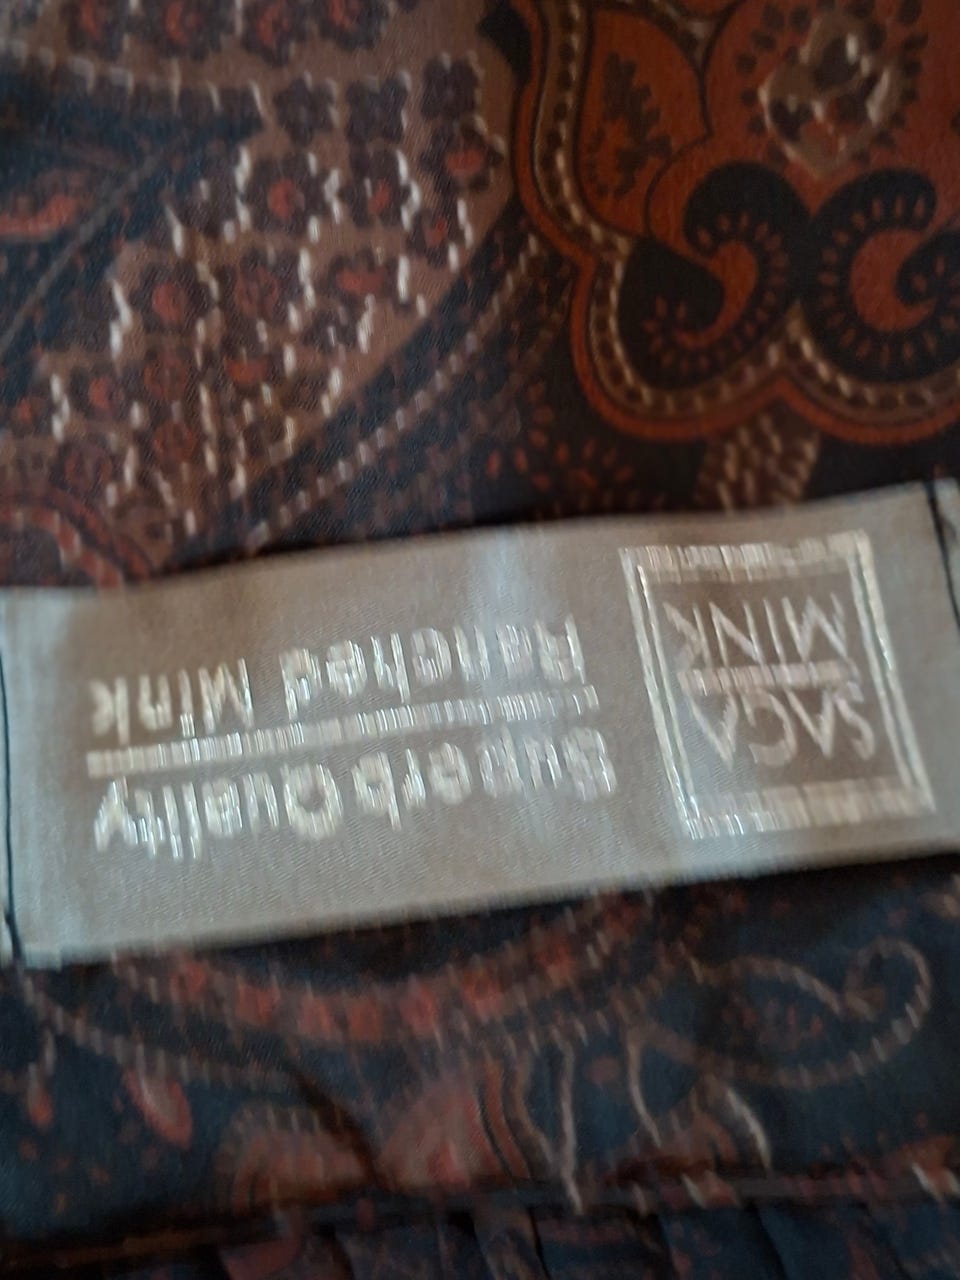 SAGA
MINK
Superb Quality
Ranched Mink